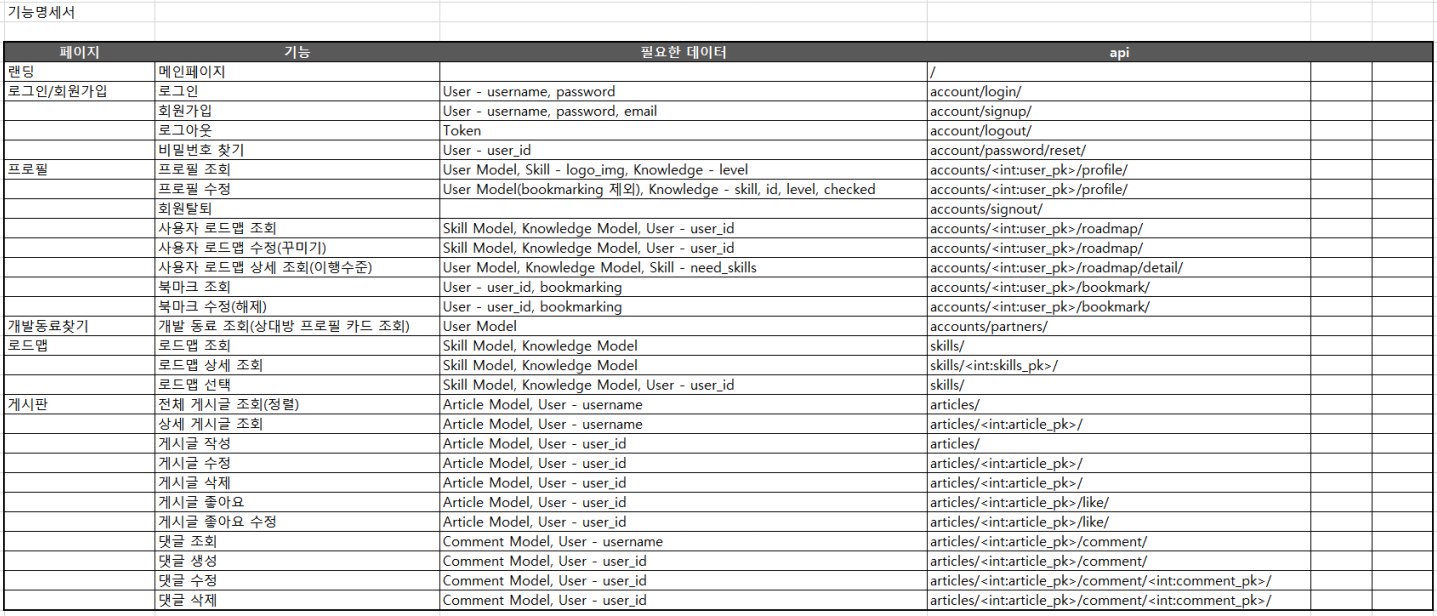 기능명세서
페이지 기능 필요한 데이터 api
랜딩 메인페이지 /
로그인/회원가입 로그인 User - username, password account/login/
회원가입 User - username, password, email account/signup/
로그아웃 Token account/logout/
비밀번호 찾기 User - user_id account/password/reset/
프로필 프로필 조회 User Model, Skill - logo_img, Knowledge - level accounts/<int:user_pk>/profile/
프로필 수정 User Model(bookmarking 제외), Knowledge - skill, id, level, checked accounts/<int:user_pk>/profile/
회원탈퇴 accounts/signout/
사용자 로드맵 조회 Skill Model, Knowledge Model, User - user_id accounts/<int:user_pk>/roadmap/
사용자 로드맵 수정(꾸미기) Skill Model, Knowledge Model, User - user_id accounts/<int:user_pk>/roadmap/
사용자 로드맵 상세 조회(이행수준) User Model, Knowledge Model, Skill - need_skills accounts/<int:user_pk>/roadmap/detail/
북마크 조회 User - user_id, bookmarking accounts/<int:user_pk>/bookmark/
북마크 수정(해제) User - user_id, bookmarking accounts/<int:user_pk>/bookmark/
개발동료찾기 개발 동료 조회(상대방 프로필 카드 조회) User Model accounts/partners/
로드맵 로드맵 조회 Skill Model, Knowledge Model skills/
로드맵 상세 조회 Skill Model, Knowledge Model skills/<int:skills_pk>/
로드맵 선택 Skill Model, Knowledge Model, User - user_id skills/
게시판 전체 게시글 조회(정렬) Article Model, User - username articles/
상세 게시글 조회 Article Model, User - username articles/<int:article_pk>/
게시글 작성 Article Model, User - user_id articles/
게시글 수정 Article Model, User - user_id articles/<int:article_pk>/
게시글 삭제 Article Model, User - user_id articles/<int:article_pk>/
게시글 좋아요 Article Model, User - user_id articles/<int:article_pk>/like/
게시글 좋아요 수정 Article Model, User - user_id articles/<int:article_pk>/like/
댓글 조회 Comment Model, User - username articles/<int:article_pk>/comment/
댓글 생성 Comment Model, User - user_id articles/<int:article_pk>/comment/
댓글 수정 Comment Model, User - user_id articles/<int:article_pk>/comment/<int:comment_pk>/
댓글 삭제 Comment Model, User - user_id articles/<int:article_pk>/comment/<int:comment_pk>/